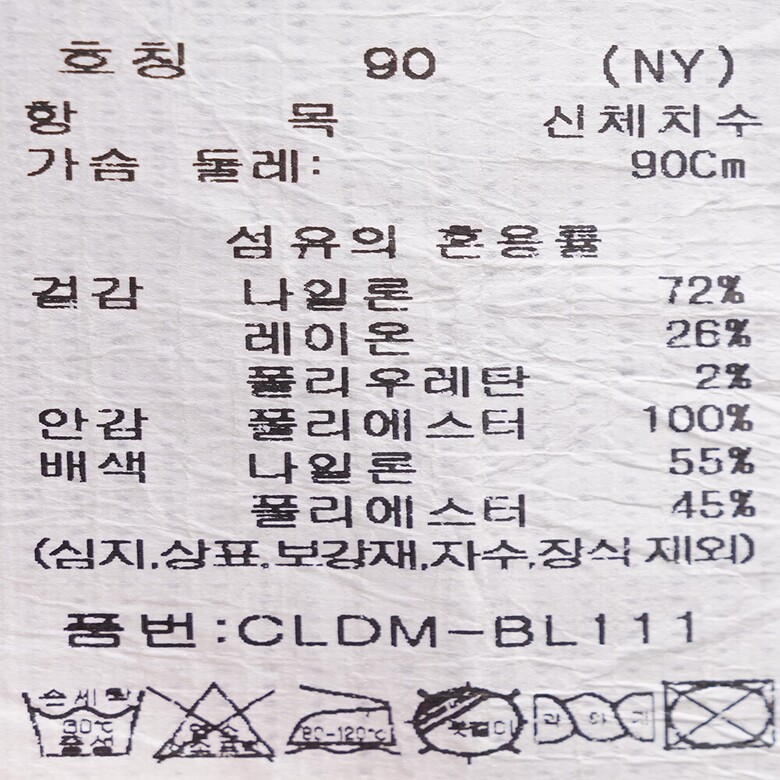 호칭 90 (NY)
항 목 신체치수
가슴 둘레: 90Cm
섬유의 혼용률
겉감 나일론 72%
레이온 26%
폴리우레탄 2%
안감 폴리에스터 100%
배색 나일론 55%
폴리에스터 45%
(심지,상표,보강재,자수,장식 제외)
품번:CLDM-BL111
손세탁
30℃
중성
80-120℃
옷걸이